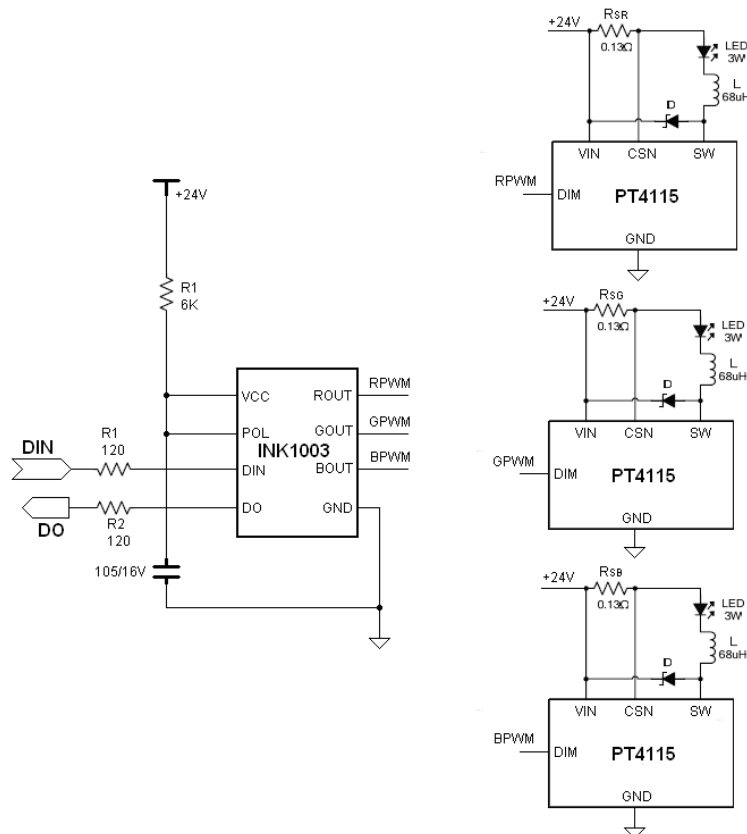 +24V
R1
6K
VCC
POL
DIN
DO
ROUT
GOUT
BOUT
GND
INK1003
RPWM
GPWM
BPWM
DIN
R1
120
DO
R2
120
105/16V
+24V
RSR
0.13Ω
LED
3W
L
68uH
D
VIN
CSN
SW
RPWM
DIM
PT4115
GND
+24V
RSG
0.13Ω
LED
3W
L
68uH
D
VIN
CSN
SW
GPWM
DIM
PT4115
GND
+24V
RSB
0.13Ω
LED
3W
L
68uH
D
VIN
CSN
SW
BPWM
DIM
PT4115
GND